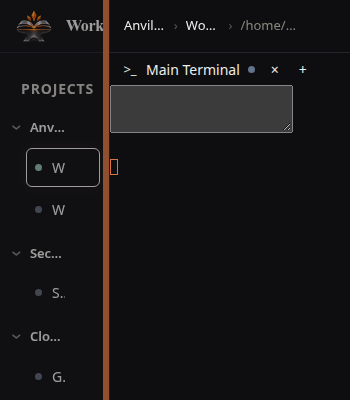 Work
Anvil... › Wo... › /home/...
>_ Main Terminal × +
PROJECTS
Anv...
W
W
Sec...
S..
Clo...
G.